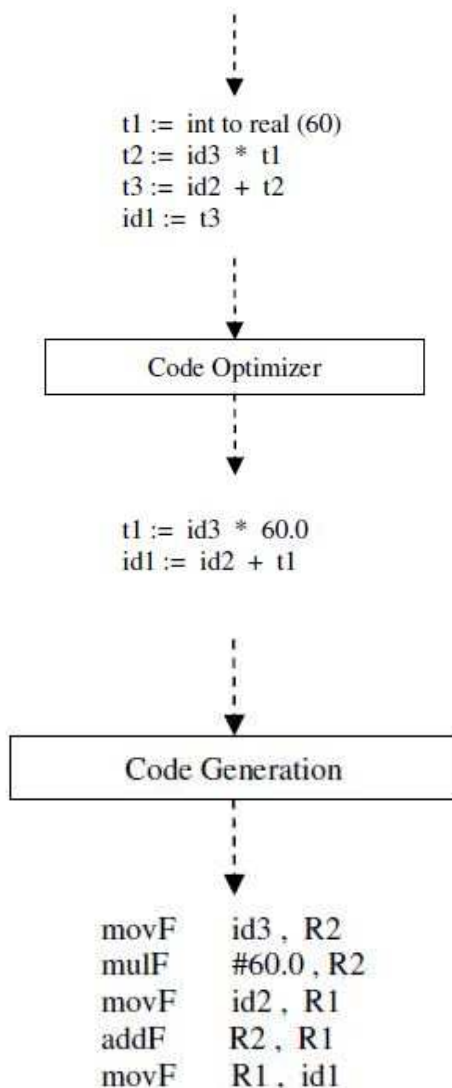 t1 := int to real (60)
t2 := id3 * t1
t3 := id2 + t2
id1 := t3
Code Optimizer
t1 := id3 * 60.0
id1 := id2 + t1
Code Generation
movF id3 , R2
mulF #60.0 , R2
movF id2 , R1
addF R2 , R1
movF R1 , id1